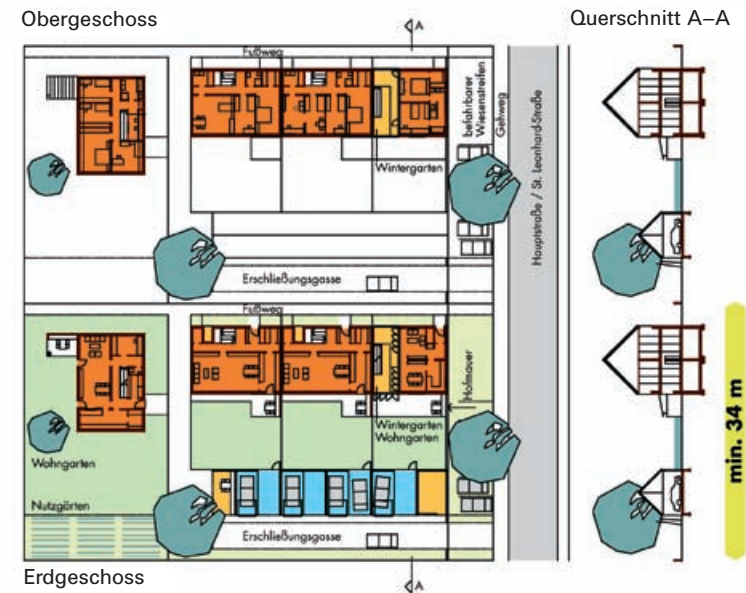 Obergeschoss
Querschnitt A–A
A
Fußweg
befahrbarer
Wiesenstreifen
Gehweg
Wintergarten
Hauptstraße / St. Leonhard-Straße
Erschließungsgasse
Fußweg
Hofmauer
Wintergarten
Wohngarten
Wohngarten
Nutzgärten
Erschließungsgasse
min. 34 m
Erdgeschoss
A